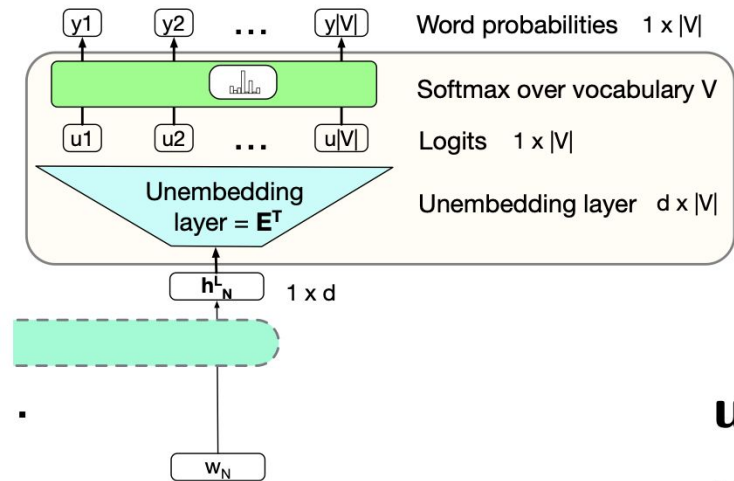 y1 y2 ... y|V| Word probabilities 1 x |V|
Softmax over vocabulary V
u1 u2 ... u|V| Logits 1 x |V|
Unembedding
layer = E^T Unembedding layer d x |V|
h^L_N 1 x d
.
u
w_N